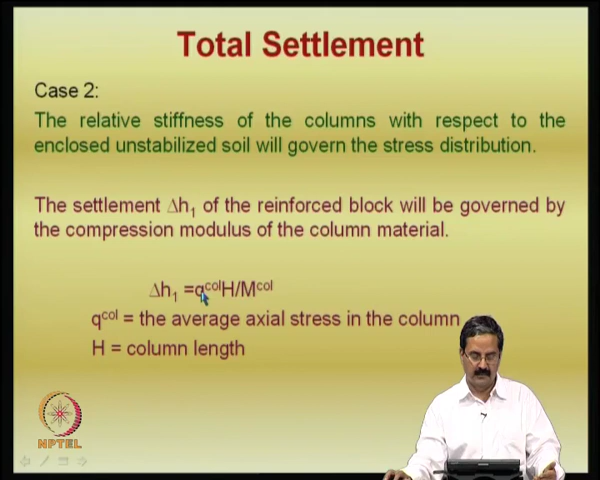 Total Settlement
Case 2:
The relative stiffness of the columns with respect to the
enclosed unstabilized soil will govern the stress distribution.
The settlement ∆h₁ of the reinforced block will be governed by
the compression modulus of the column material.
∆h₁ =qᶜᵒˡH/Mᶜᵒˡ
qᶜᵒˡ = the average axial stress in the column
H = column length
NPTEL